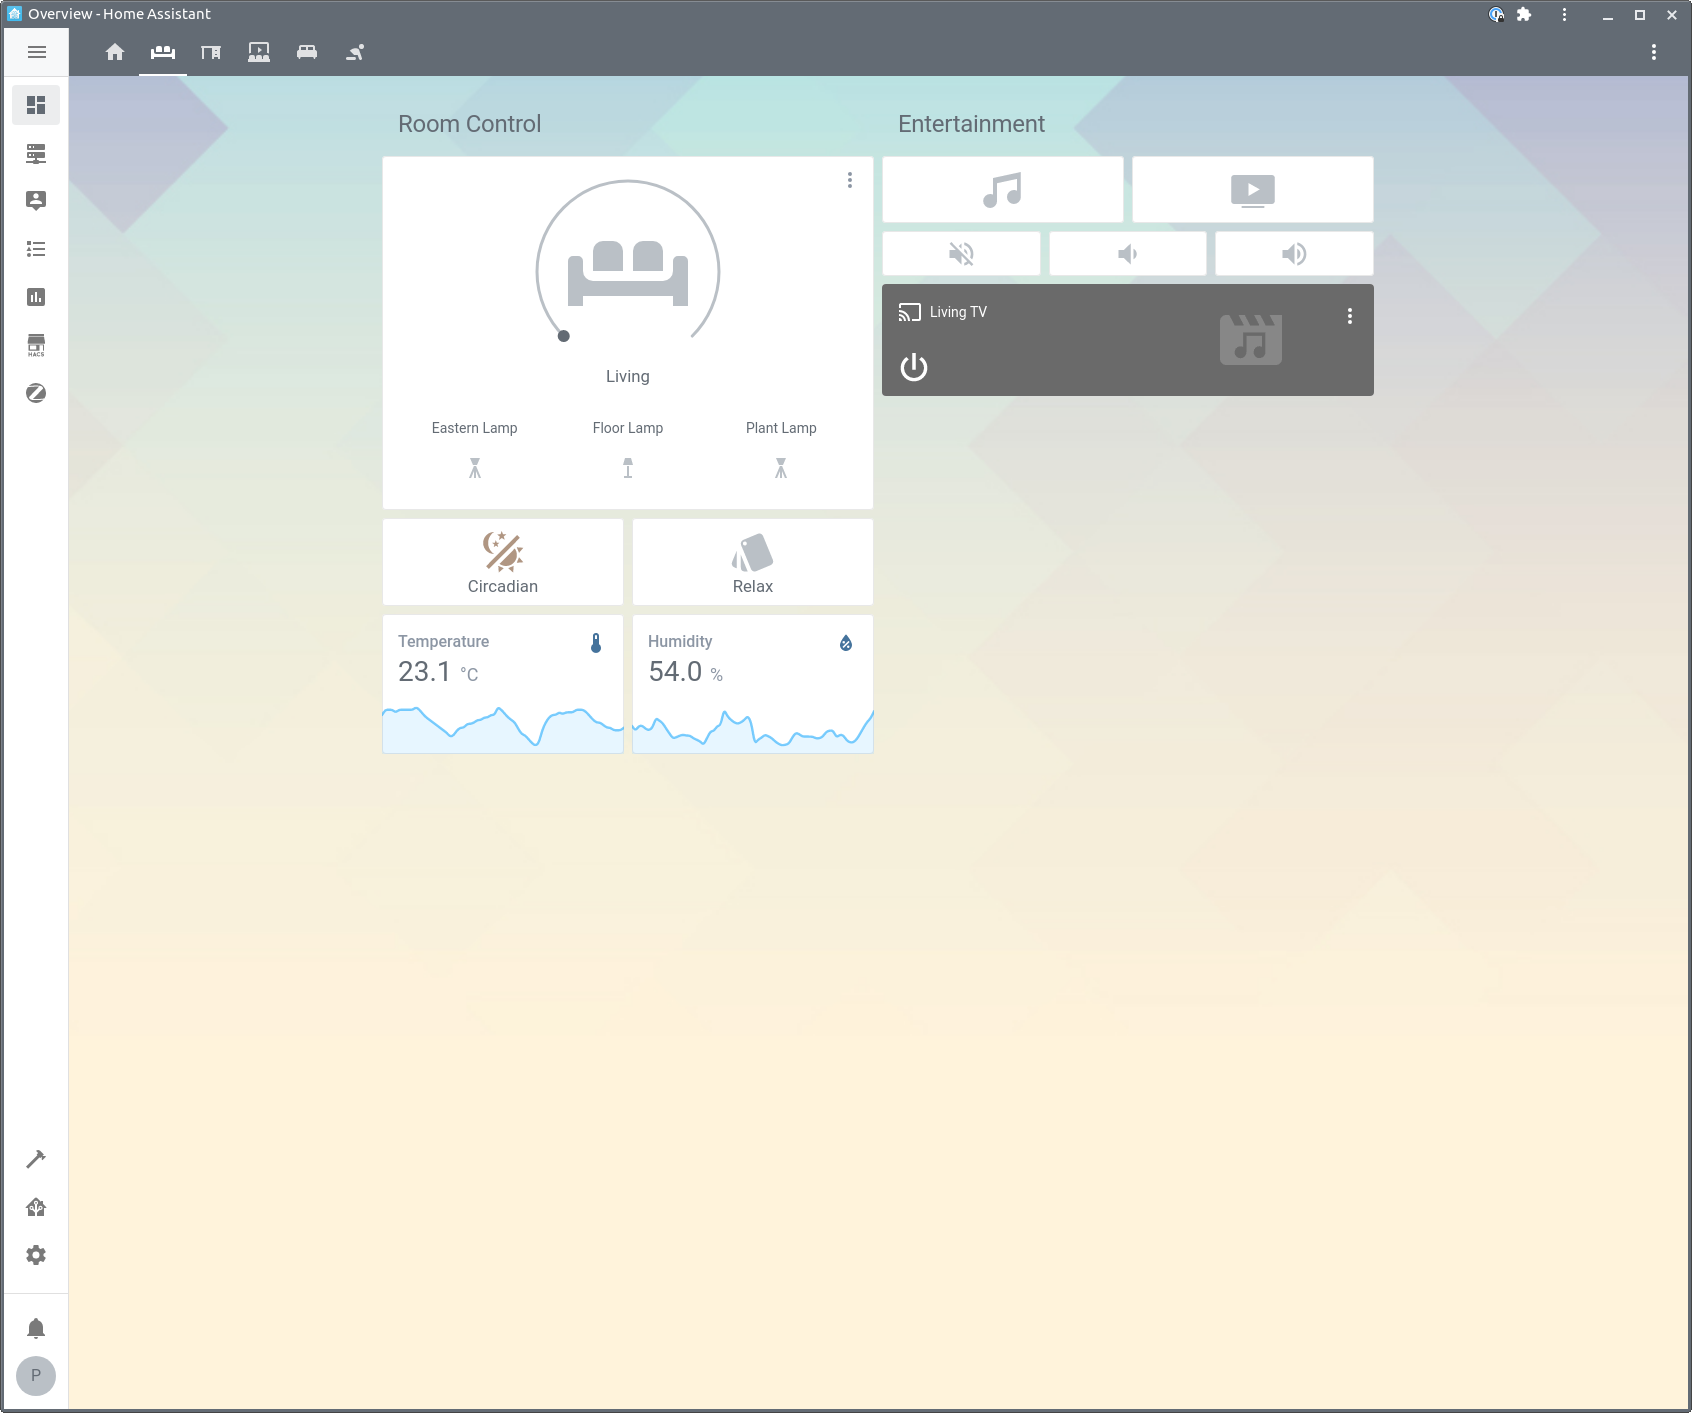 Overview - Home Assistant
Room Control
Entertainment
Living TV
Living
Eastern Lamp
Floor Lamp
Plant Lamp
Circadian
Relax
Temperature
23.1 °C
Humidity
54.0 %
HACS
P